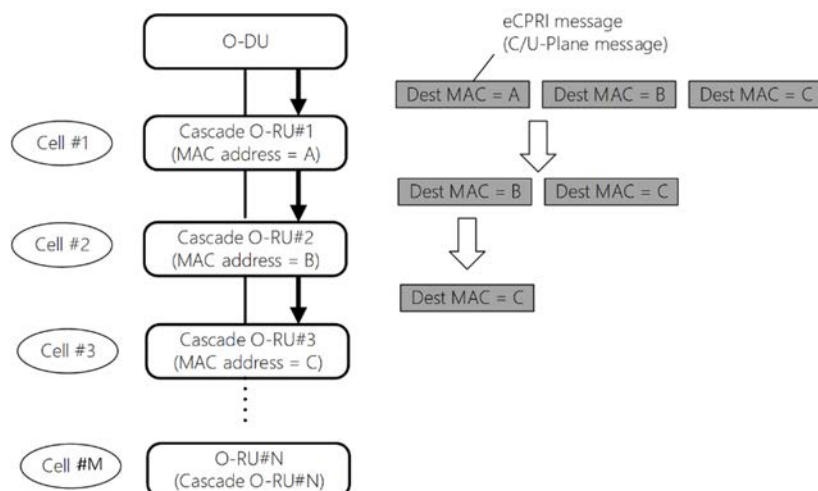 O-DU
eCPRI message
(C/U-Plane message)
Dest MAC = A
Dest MAC = B
Dest MAC = C
Cell #1
Cascade O-RU#1
(MAC address = A)
Dest MAC = B
Dest MAC = C
Cell #2
Cascade O-RU#2
(MAC address = B)
Dest MAC = C
Cell #3
Cascade O-RU#3
(MAC address = C)
Cell #M
O-RU#N
(Cascade O-RU#N)